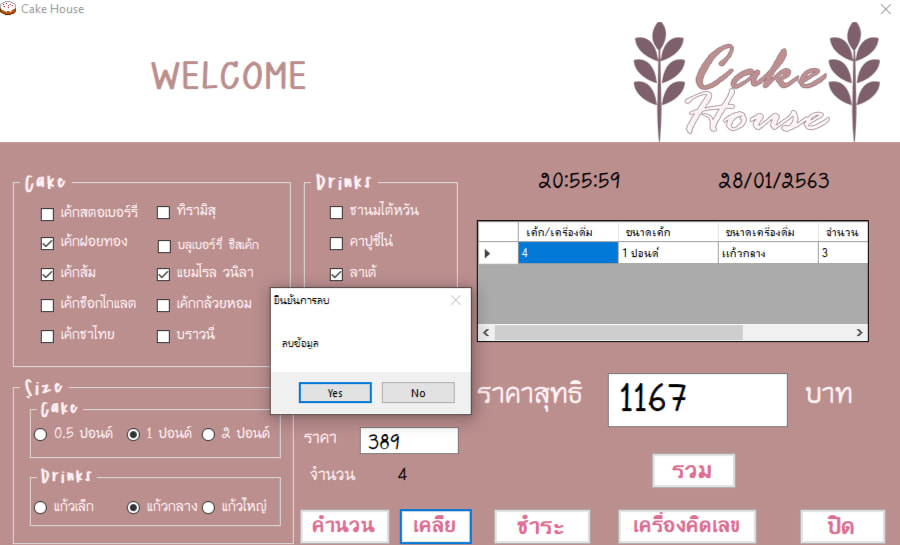 Cake House
WELCOME
Cake
House
Cake
เค้กสตอเบอร์รี่
ทิรามิสุ
เค้กฝอยทอง
บลูเบอร์รี่ ชีสเค้ก
เค้กส้ม
แยมโรล วนิลา
เค้กช็อกโกแลต
เค้กกล้วยหอม
เค้กชาไทย
บราวนี่
Drinks
ชานมไต้หวัน
คาปูชิโน่
ลาเต้
20:55:59
28/01/2563
เค้ก/เครื่องดื่ม ขนาดเค้ก ขนาดเครื่องดื่ม จำนวน
4 1 ปอนด์ แก้วกลาง 3
ยืนยันการลบ
ลบข้อมูล
Yes No
Size
Cake
0.5 ปอนด์ 1 ปอนด์ 2 ปอนด์
Drinks
แก้วเล็ก แก้วกลาง แก้วใหญ่
ราคาสุทธิ 1167 บาท
ราคา 389
จำนวน 4
รวม
คำนวน เคลีย ชำระ เครื่องคิดเลข ปิด